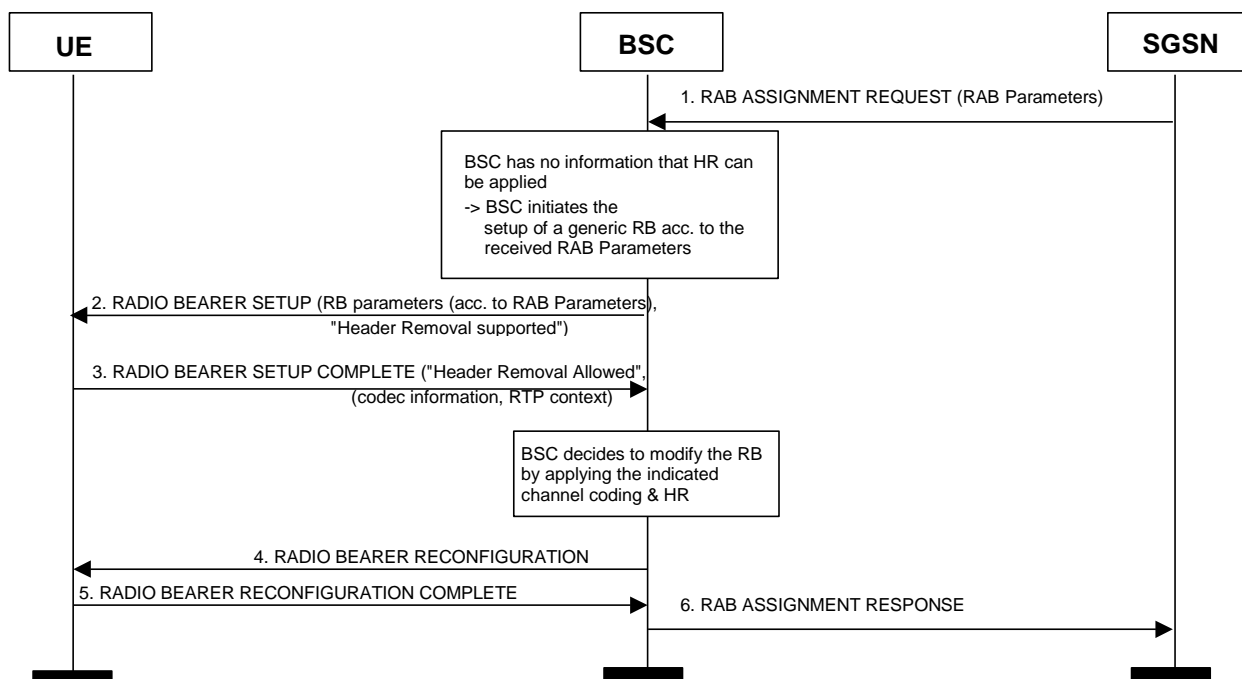 UE
BSC
SGSN
1. RAB ASSIGNMENT REQUEST (RAB Parameters)
BSC has no information that HR can
be applied
-> BSC initiates the
setup of a generic RB acc. to the
received RAB Parameters
2. RADIO BEARER SETUP (RB parameters (acc. to RAB Parameters),
"Header Removal supported")
3. RADIO BEARER SETUP COMPLETE ("Header Removal Allowed",
(codec information, RTP context)
BSC decides to modify the RB
by applying the indicated
channel coding & HR
4. RADIO BEARER RECONFIGURATION
5. RADIO BEARER RECONFIGURATION COMPLETE
6. RAB ASSIGNMENT RESPONSE